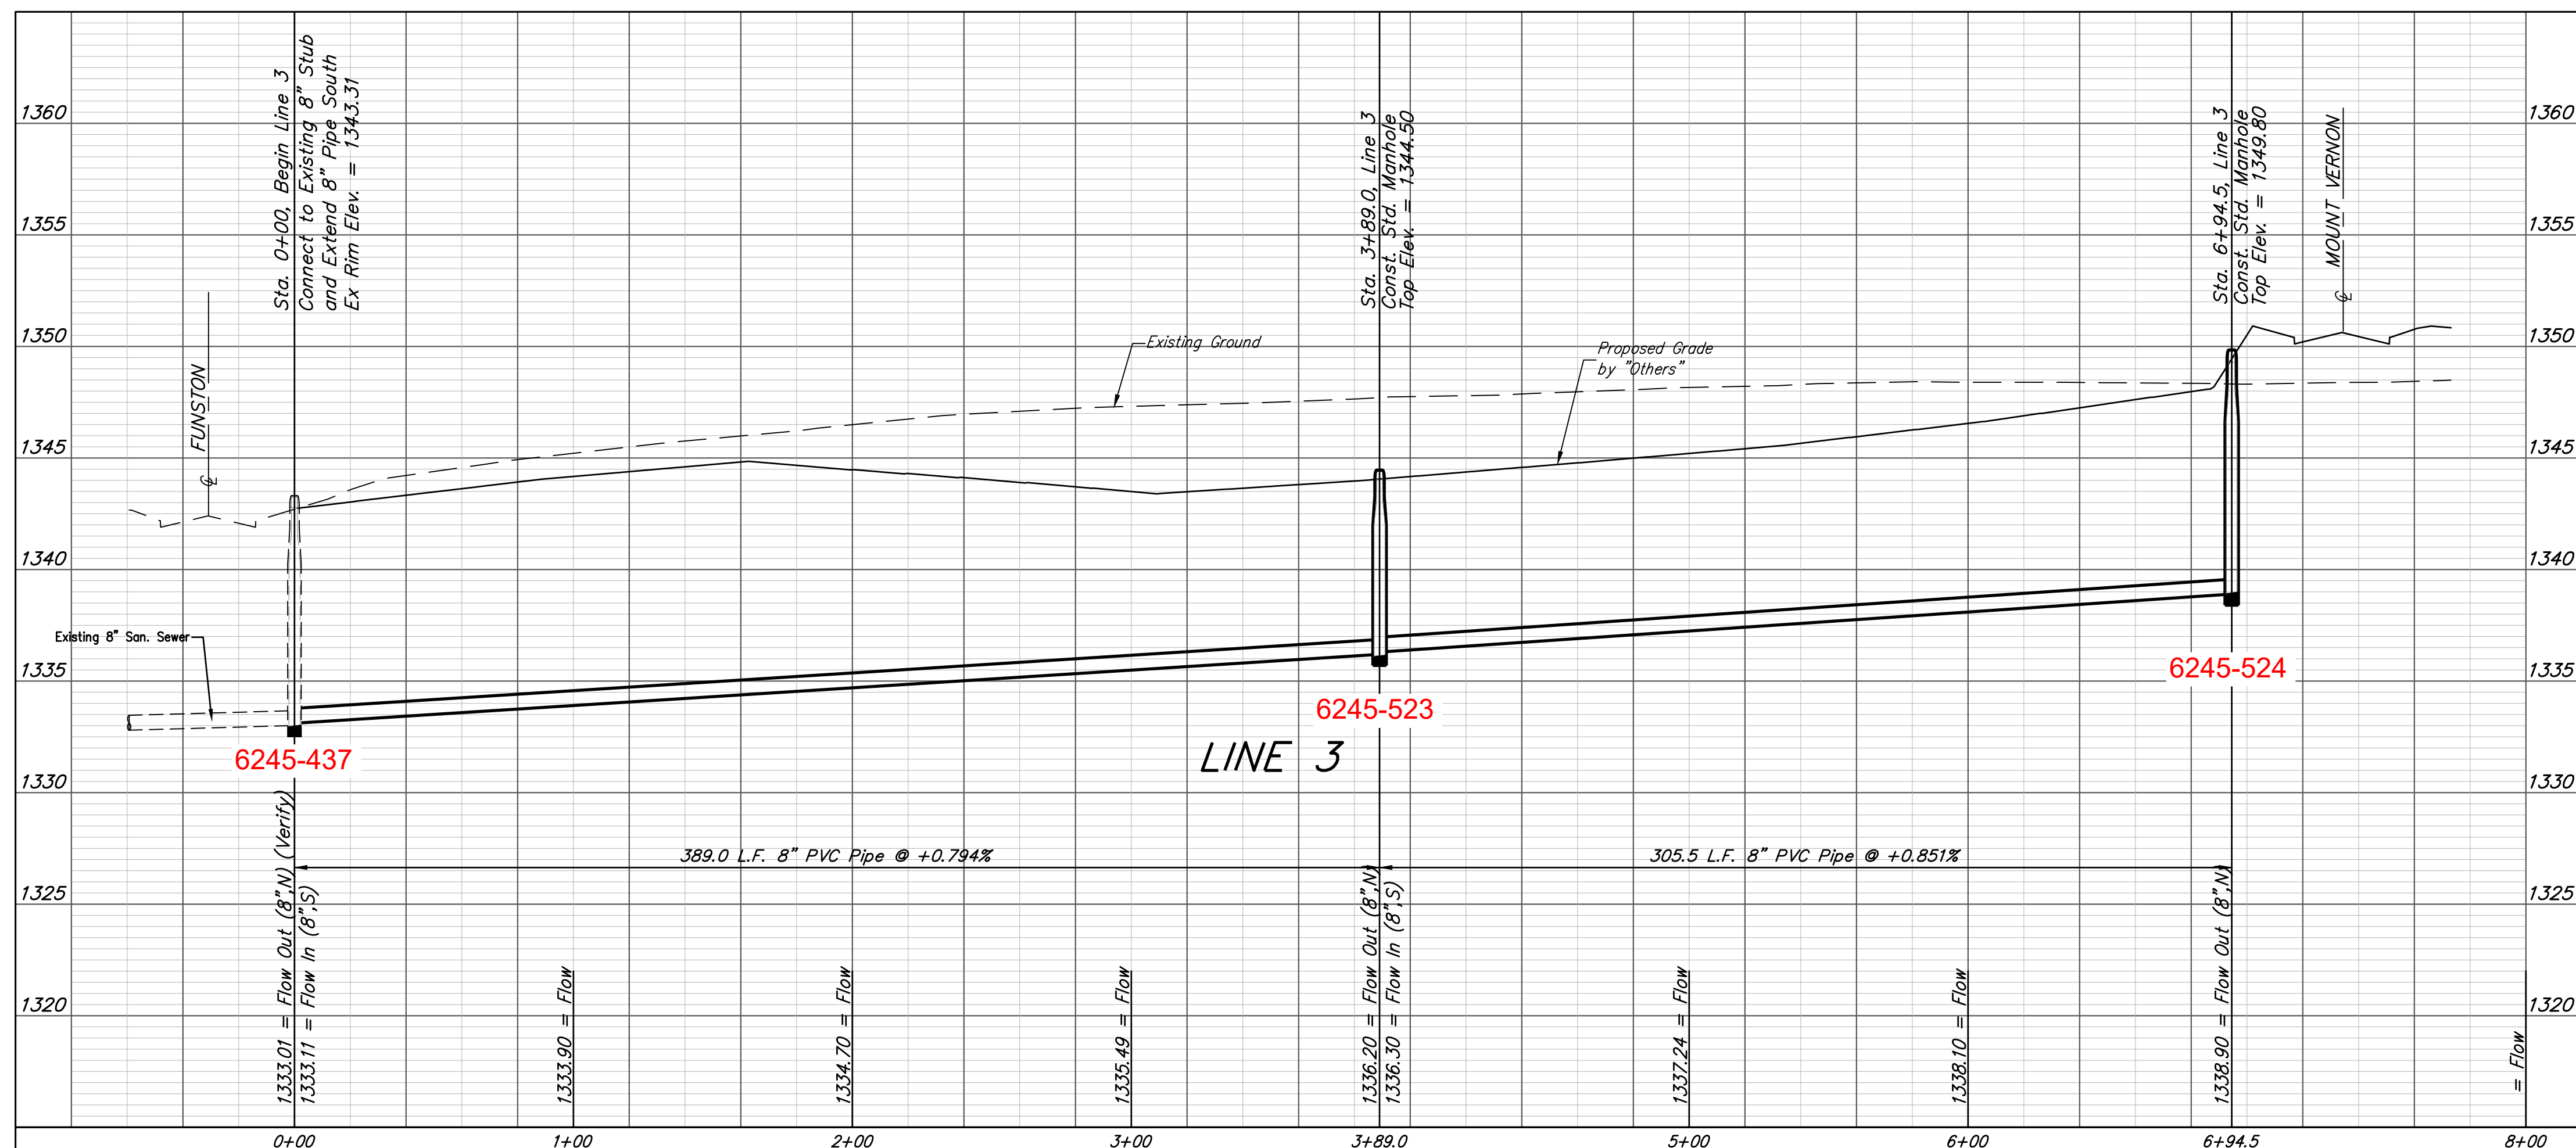 Sta. 0+00, Begin Line 3
Connect to Existing 8" Stub
and Extend 8" Pipe South
Ex Rim Elev. = 1343.31
Sta. 3+89.0, Line 3
Const. Std. Manhole
Top Elev. = 1344.50
Sta. 6+94.5, Line 3
Const. Std. Manhole
Top Elev. = 1349.80
MOUNT VERNON
℄
FUNSTON
℄
1360
1355
1350
1345
1340
1335
1330
1325
1320
1360
1355
1350
1345
1340
1335
1330
1325
1320
Existing Ground
Proposed Grade
by "Others"
Existing 8" San. Sewer
6245-437
6245-523
6245-524
LINE 3
389.0 L.F. 8" PVC Pipe @ +0.794%
305.5 L.F. 8" PVC Pipe @ +0.851%
1333.01 = Flow Out (8",N) (Verify)
1333.11 = Flow In (8",S)
1333.90 = Flow
1334.70 = Flow
1335.49 = Flow
1336.20 = Flow Out (8",N)
1336.30 = Flow In (8",S)
1337.24 = Flow
1338.10 = Flow
1338.90 = Flow Out (8",N)
= Flow
0+00
1+00
2+00
3+00
3+89.0
5+00
6+00
6+94.5
8+00